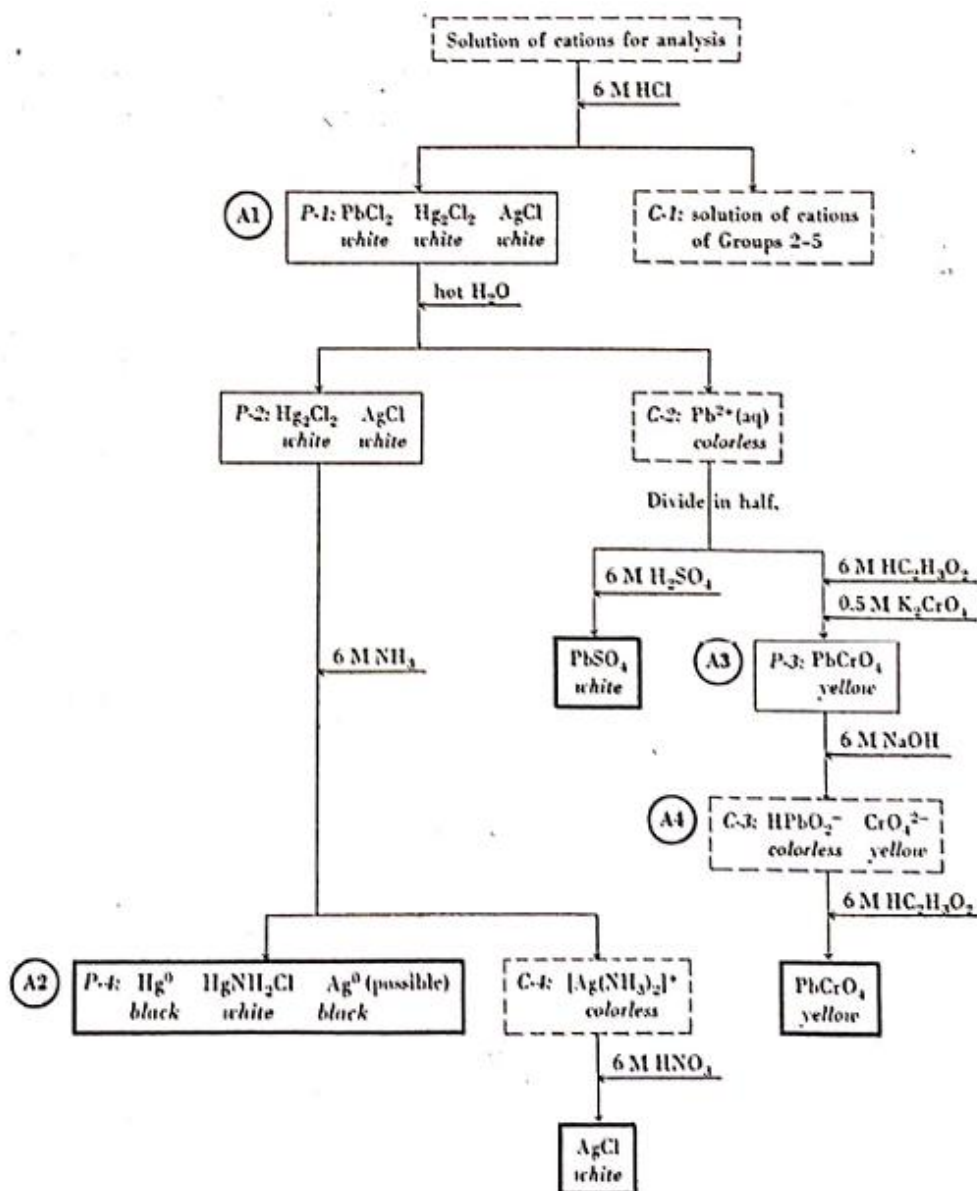 Solution of cations for analysis
6 M HCl
A1
P-1: PbCl₂ Hg₂Cl₂ AgCl
white white white
C-1: solution of cations
of Groups 2–5
hot H₂O
P-2: Hg₂Cl₂ AgCl
white white
C-2: Pb²⁺(aq)
colorless
Divide in half.
6 M H₂SO₄
6 M HC₂H₃O₂
0.5 M K₂CrO₄
6 M NH₃
PbSO₄
white
A3
P-3: PbCrO₄
yellow
6 M NaOH
A4
C-3: HPbO₂⁻ CrO₄²⁻
colorless yellow
6 M HC₂H₃O₂
A2
P-4: Hg⁰ HgNH₂Cl Ag⁰ (possible)
black white black
C-4: [Ag(NH₃)₂]⁺
colorless
PbCrO₄
yellow
6 M HNO₃
AgCl
white